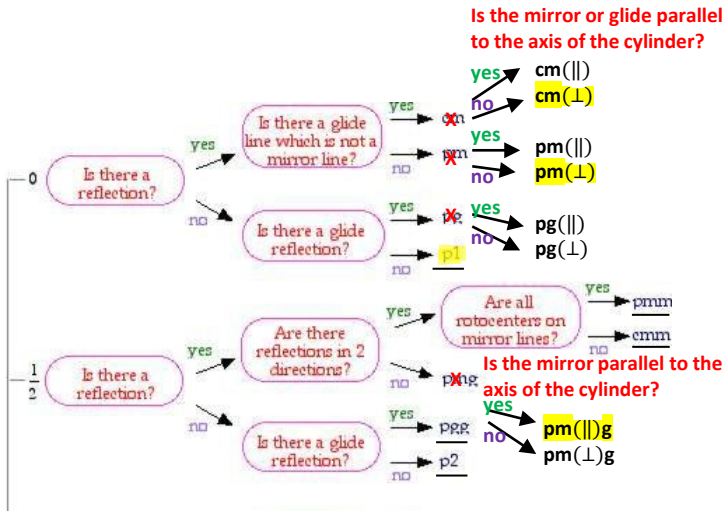 Is the mirror or glide parallel
to the axis of the cylinder?
yes
cm(||)
no
cm(⊥)
yes
cm
X
Is there a glide
line which is not a
mirror line?
yes
pm(||)
no
pm(⊥)
no
pm
X
yes
0
Is there a
reflection?
no
yes
pg
X
yes
pg(||)
no
pg(⊥)
Is there a glide
reflection?
no
p1
yes
pmm
Are all
rotocenters on
mirror lines?
yes
no
cmm
Are there
reflections in 2
directions?
yes
no
pmg
X
Is the mirror parallel to the
axis of the cylinder?
1
2
Is there a
reflection?
no
yes
pgg
yes
pm(||)g
no
pm(⊥)g
Is there a glide
reflection?
no
p2